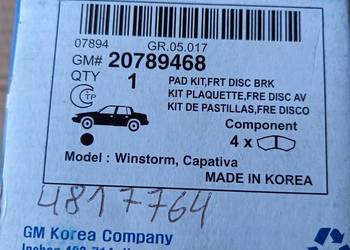 07894 GR.05.017
GM# 20789468
QTY 1 PAD KIT,FRT DISC BRK
KIT PLAQUETTE,FRE DISC AV
KIT DE PASTILLAS,FRE DISCO
CTP
Component
4 x
Model : Winstorm, Capativa
MADE IN KOREA
4817764
GM Korea Company